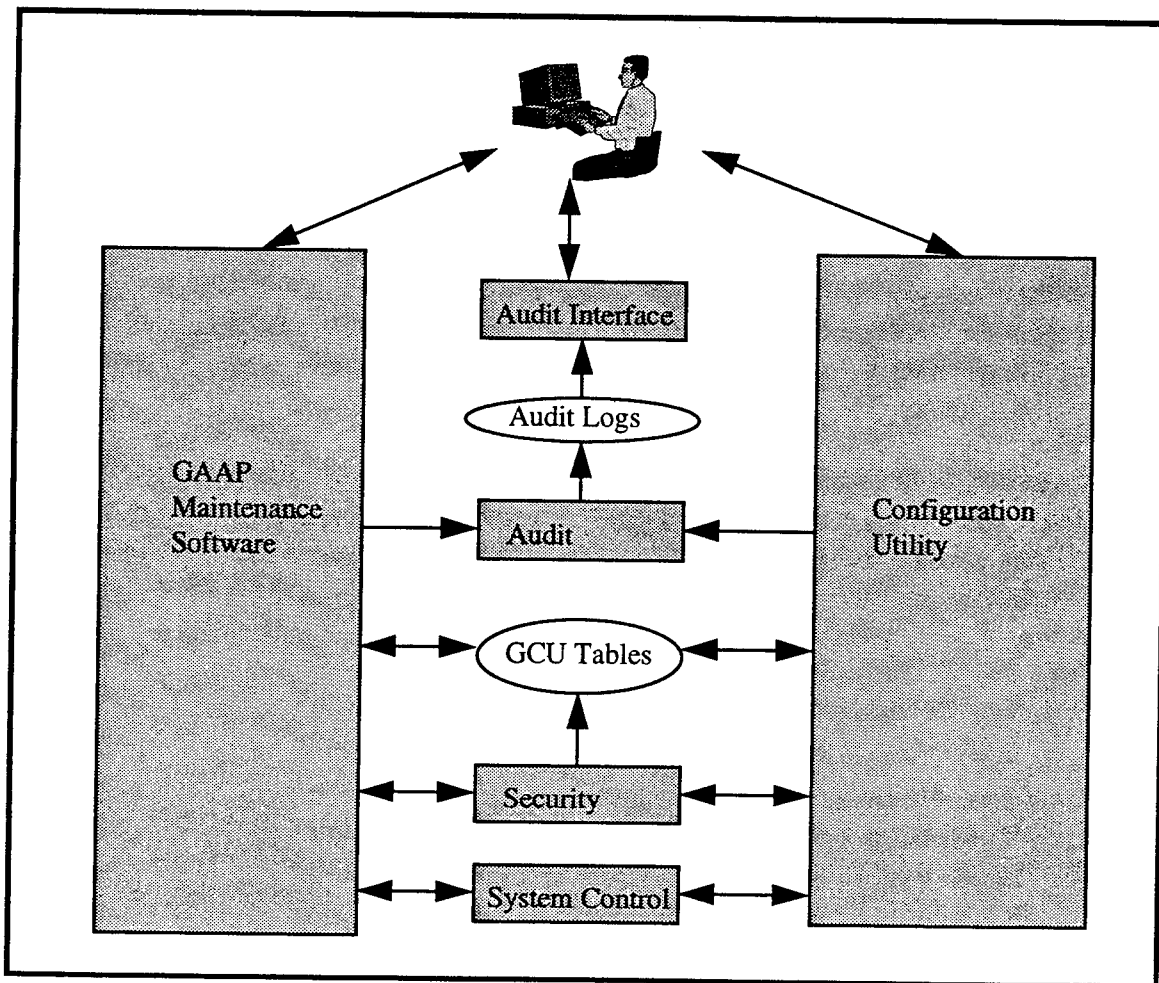 Audit Interface
Audit Logs
GAAP
Maintenance
Software
Audit
Configuration
Utility
GCU Tables
Security
System Control